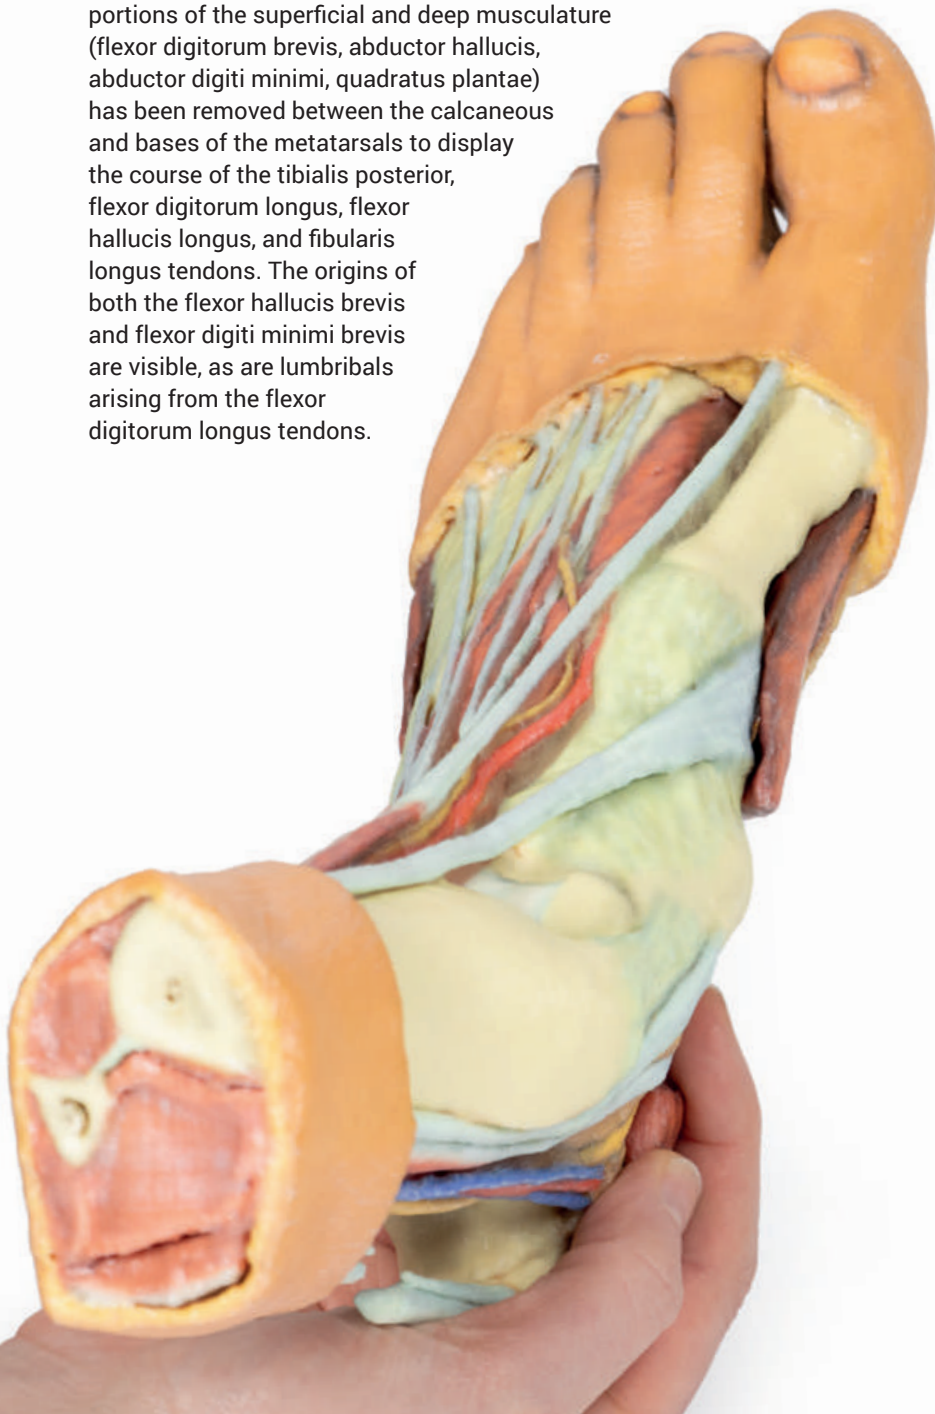 portions of the superficial and deep musculature
(flexor digitorum brevis, abductor hallucis,
abductor digiti minimi, quadratus plantae)
has been removed between the calcaneous
and bases of the metatarsals to display
the course of the tibialis posterior,
flexor digitorum longus, flexor
hallucis longus, and fibularis
longus tendons. The origins of
both the flexor hallucis brevis
and flexor digiti minimi brevis
are visible, as are lumbribals
arising from the flexor
digitorum longus tendons.